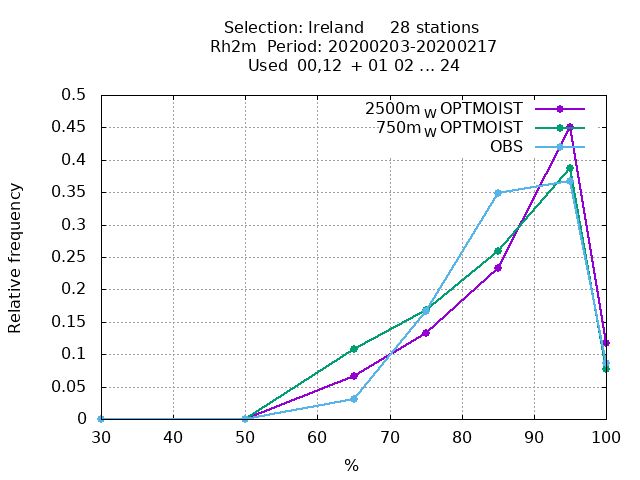 Selection: Ireland 28 stations
Rh2m Period: 20200203-20200217
Used 00,12 + 01 02 ... 24
0.5
0.45
0.4
0.35
0.3
0.25
0.2
0.15
0.1
0.05
0
Relative frequency
2500m W OPTMOIST
750m W OPTMOIST
OBS
30 40 50 60 70 80 90 100
%